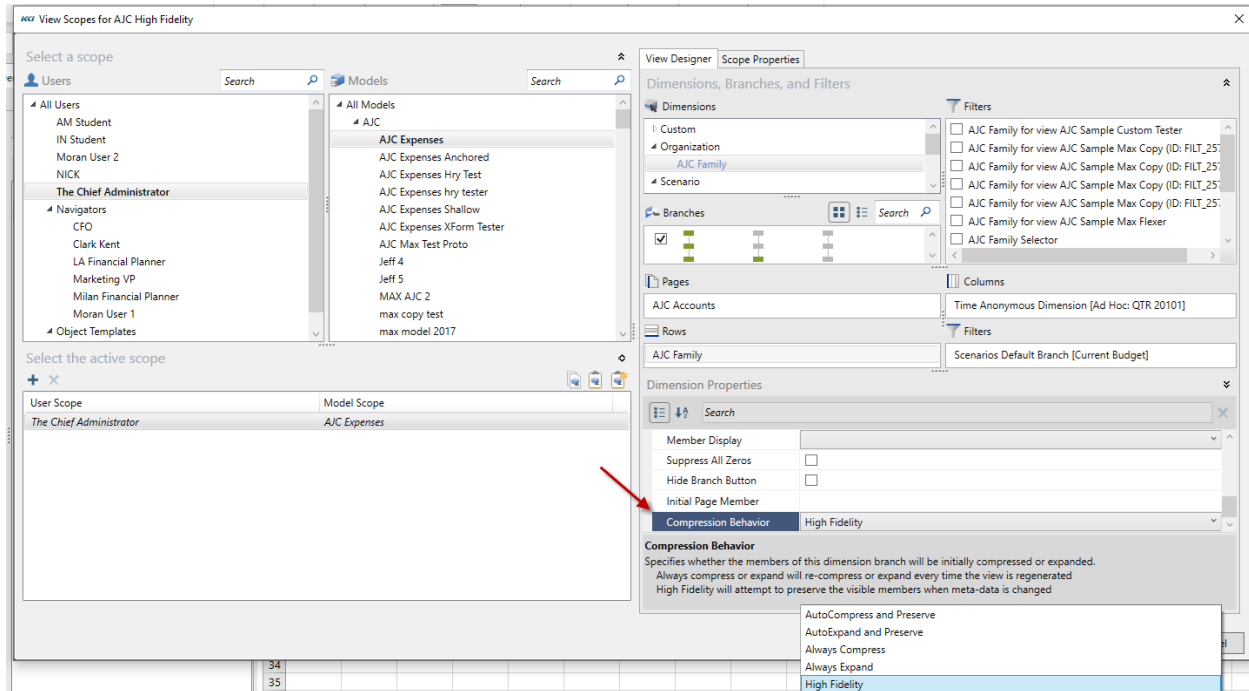 KCI View Scopes for AJC High Fidelity
Select a scope
Users
Search
Models
Search
All Users
AM Student
IN Student
Moran User 2
NICK
The Chief Administrator
Navigators
CFO
Clark Kent
LA Financial Planner
Marketing VP
Milan Financial Planner
Moran User 1
Object Templates
All Models
AJC
AJC Expenses
AJC Expenses Anchored
AJC Expenses Hry Test
AJC Expenses hry tester
AJC Expenses Shallow
AJC Expenses XForm Tester
AJC Max Test Proto
Jeff 4
Jeff 5
MAX AJC 2
max copy test
max model 2017
Select the active scope
User Scope
Model Scope
The Chief Administrator
AJC Expenses
View Designer
Scope Properties
Dimensions, Branches, and Filters
Dimensions
Custom
Organization
AJC Family
Scenario
Filters
AJC Family for view AJC Sample Custom Tester
AJC Family for view AJC Sample Max Copy (ID: FILT_257
AJC Family for view AJC Sample Max Copy (ID: FILT_257
AJC Family for view AJC Sample Max Copy (ID: FILT_257
AJC Family for view AJC Sample Max Copy (ID: FILT_257
AJC Family for view AJC Sample Max Flexer
AJC Family Selector
Branches
Search
Pages
AJC Accounts
Columns
Time Anonymous Dimension [Ad Hoc: QTR 20101]
Rows
AJC Family
Filters
Scenarios Default Branch [Current Budget]
Dimension Properties
Search
Member Display
Suppress All Zeros
Hide Branch Button
Initial Page Member
Compression Behavior High Fidelity
Compression Behavior
Specifies whether the members of this dimension branch will be initially compressed or expanded.
Always compress or expand will re-compress or expand every time the view is regenerated
High Fidelity will attempt to preserve the visible members when meta-data is changed
AutoCompress and Preserve
AutoExpand and Preserve
Always Compress
Always Expand
High Fidelity
34
35